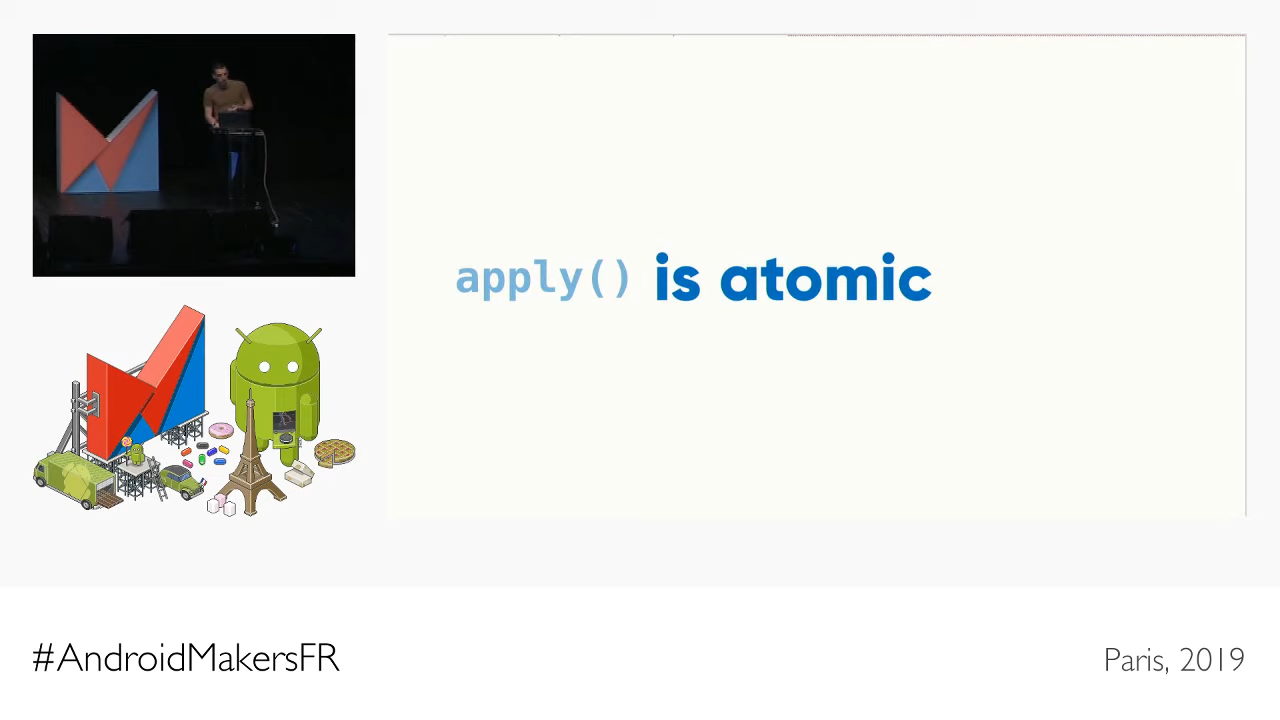 apply() is atomic
#AndroidMakersFR
Paris, 2019